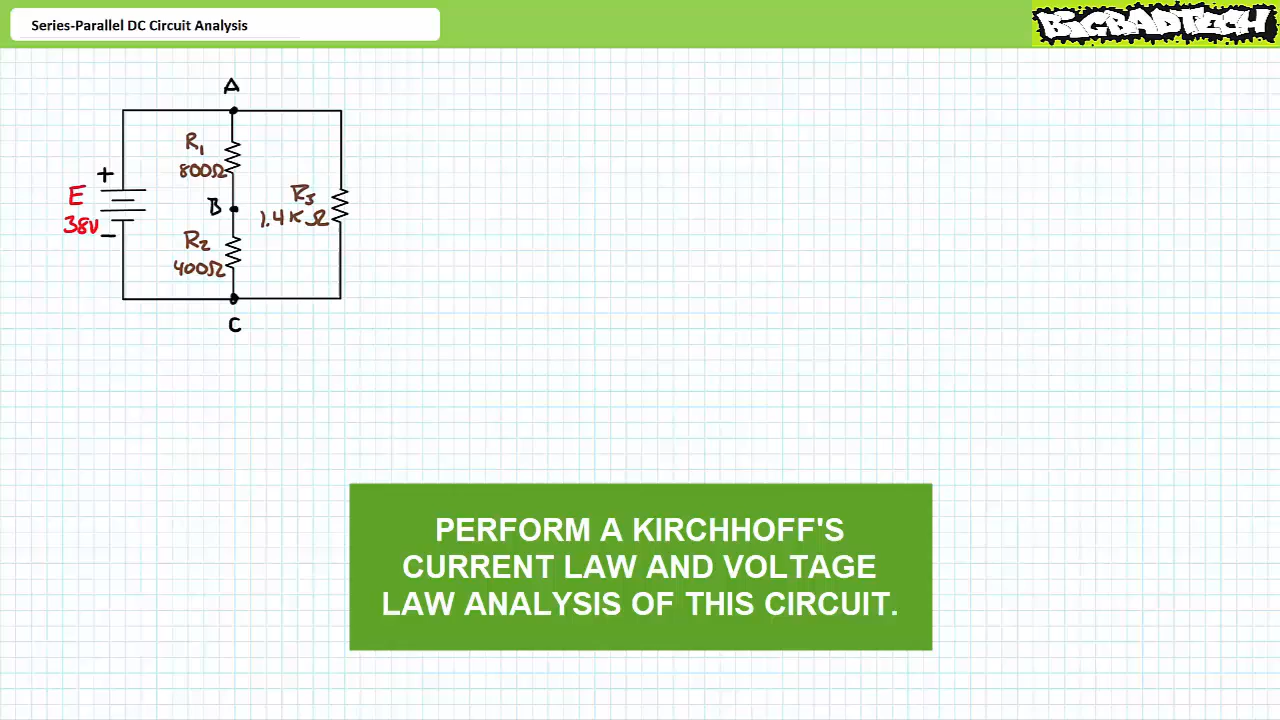 Series-Parallel DC Circuit Analysis
BIGBADTECH
A
R1
800Ω
+
E
38V
−
B
R3
1.4KΩ
R2
400Ω
C
PERFORM A KIRCHHOFF'S
CURRENT LAW AND VOLTAGE
LAW ANALYSIS OF THIS CIRCUIT.